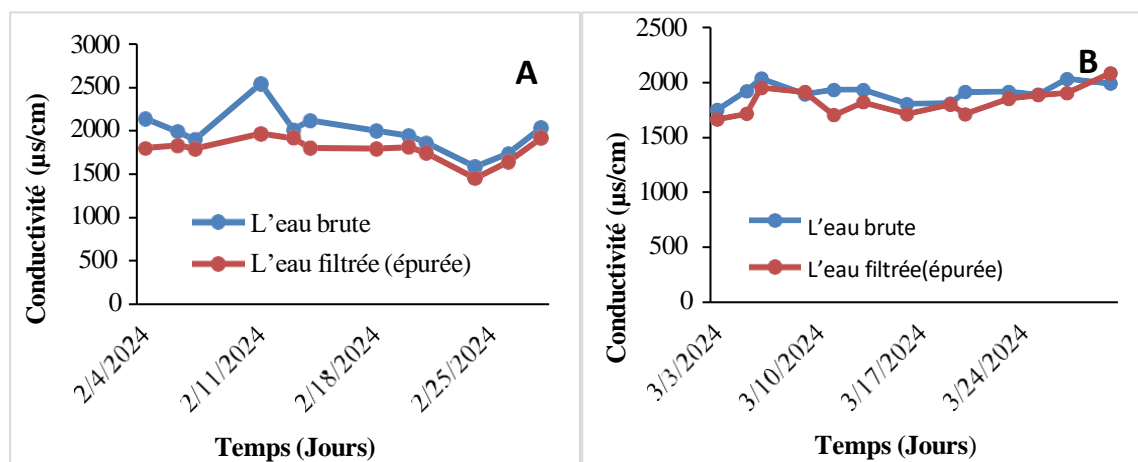 A
Conductivité (µs/cm)
3000
2500
2000
1500
1000
500
0
L'eau brute
L'eau filtrée (épurée)
2/4/2024
2/11/2024
2/18/2024
2/25/2024
Temps (Jours)
B
Conductivité (µs/cm)
2500
2000
1500
1000
500
0
L'eau brute
L'eau filtrée(épurée)
3/3/2024
3/10/2024
3/17/2024
3/24/2024
Temps (Jours)